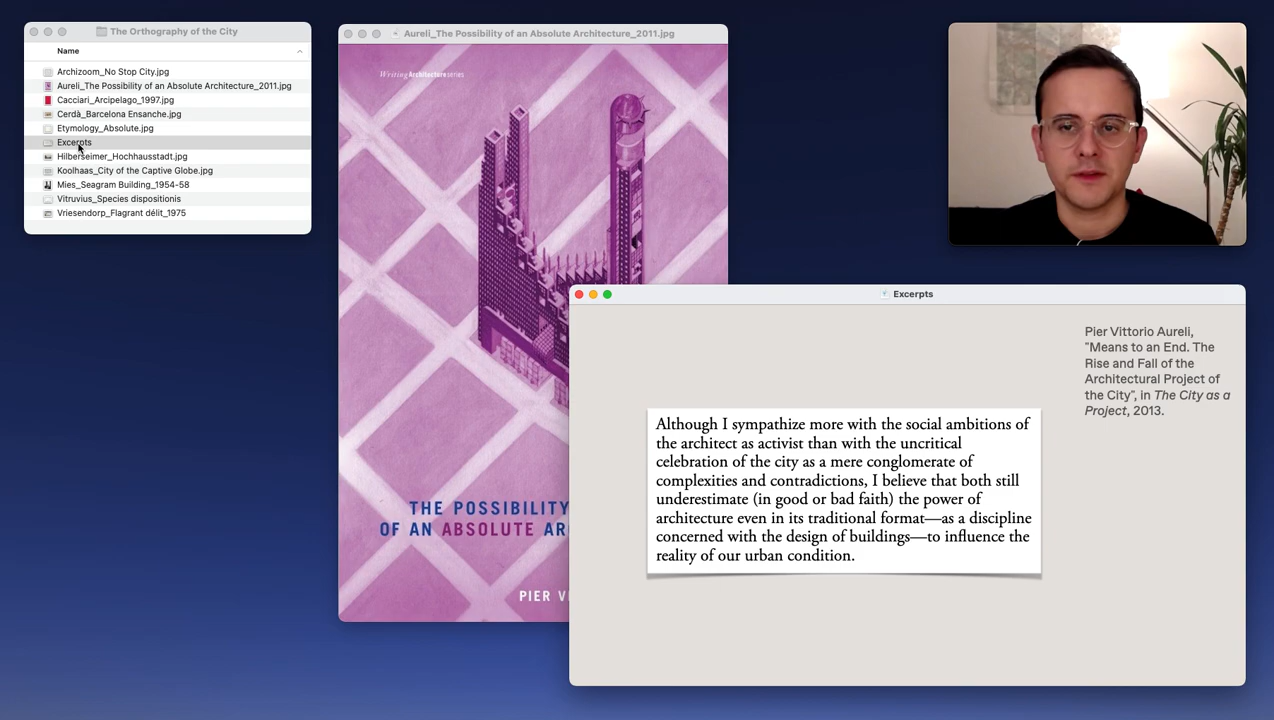 The Orthography of the City
Name
Archizoom_No Stop City.jpg
Aureli_The Possibility of an Absolute Architecture_2011.jpg
Cacciari_Arcipelago_1997.jpg
Cerdà_Barcelona Ensanche.jpg
Etymology_Absolute.jpg
Excerpts
Hilberseimer_Hochhausstadt.jpg
Koolhaas_City of the Captive Globe.jpg
Mies_Seagram Building_1954-58
Vitruvius_Species dispositionis
Vriesendorp_Flagrant délit_1975
Aureli_The Possibility of an Absolute Architecture_2011.jpg
Writing Architecture series
THE POSSIBILITY
OF AN ABSOLUTE AR
PIER VI
Excerpts
Pier Vittorio Aureli,
"Means to an End. The
Rise and Fall of the
Architectural Project of
the City", in The City as a
Project, 2013.
Although I sympathize more with the social ambitions of
the architect as activist than with the uncritical
celebration of the city as a mere conglomerate of
complexities and contradictions, I believe that both still
underestimate (in good or bad faith) the power of
architecture even in its traditional format—as a discipline
concerned with the design of buildings—to influence the
reality of our urban condition.